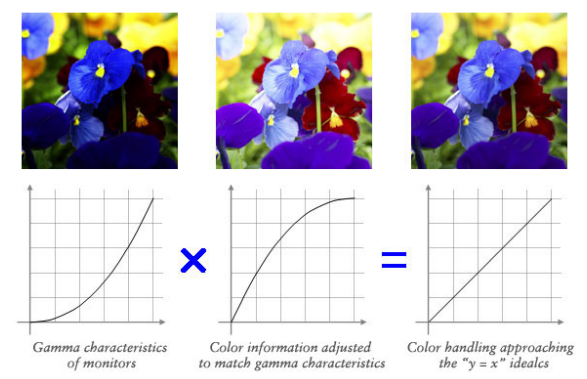 ×
=
Gamma characteristics
of monitors
Color information adjusted
to match gamma characteristics
Color handling approaching
the “y = x” idealcs